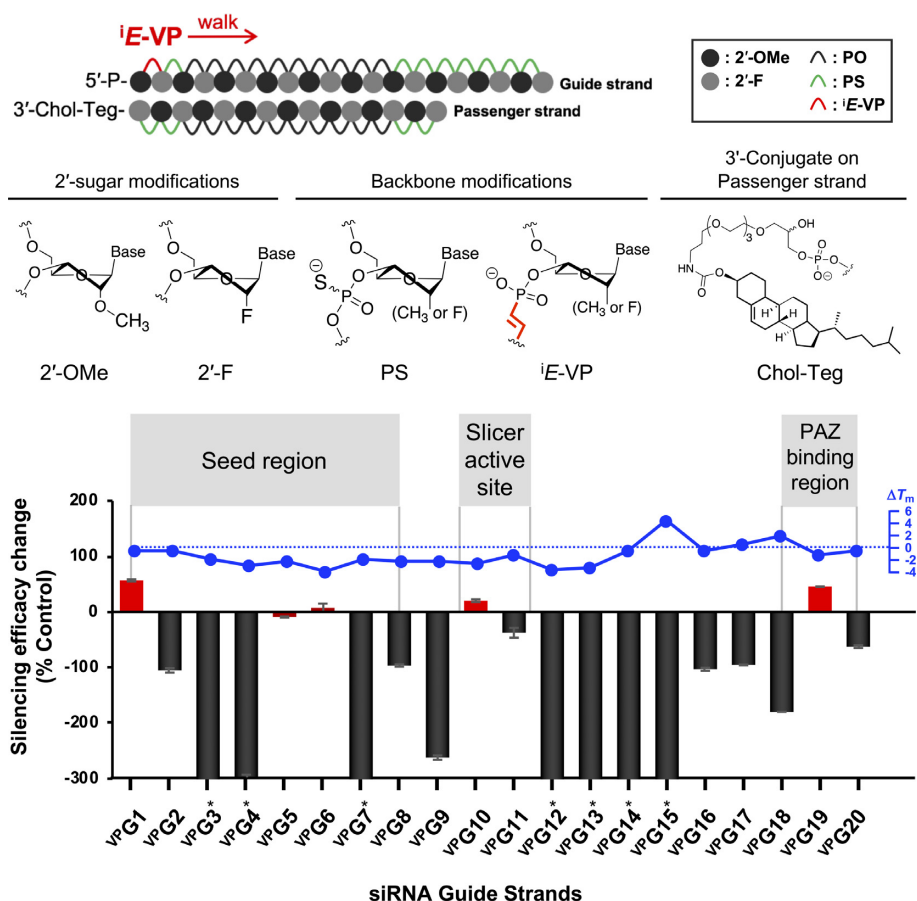 ⁱE-VP walk
5′-P- Guide strand
3′-Chol-Teg- Passenger strand
: 2′-OMe : PO
: 2′-F : PS
: ⁱE-VP
2′-sugar modifications Backbone modifications 3'-Conjugate on
Passenger strand
O O O Base O CH₃
O O O Base F
⊖ S P O O O O Base (CH₃ or F)
⊖ O P O O O Base (CH₃ or F)
( O ) 3 O OH O O P O O ⊖ HN O O H H H
2′-OMe 2′-F PS ⁱE-VP Chol-Teg
Seed region
Slicer
active
site
PAZ
binding
region
Silencing efficacy change
(% Control)
200
100
0
-100
-200
-300
ΔTm
6
4
2
0
-2
-4
ᵛᵖG1 ᵛᵖG2 ᵛᵖG3* ᵛᵖG4* ᵛᵖG5 ᵛᵖG6 ᵛᵖG7* ᵛᵖG8 ᵛᵖG9 ᵛᵖG10 ᵛᵖG11 ᵛᵖG12* ᵛᵖG13* ᵛᵖG14* ᵛᵖG15* ᵛᵖG16 ᵛᵖG17 ᵛᵖG18 ᵛᵖG19 ᵛᵖG20
siRNA Guide Strands